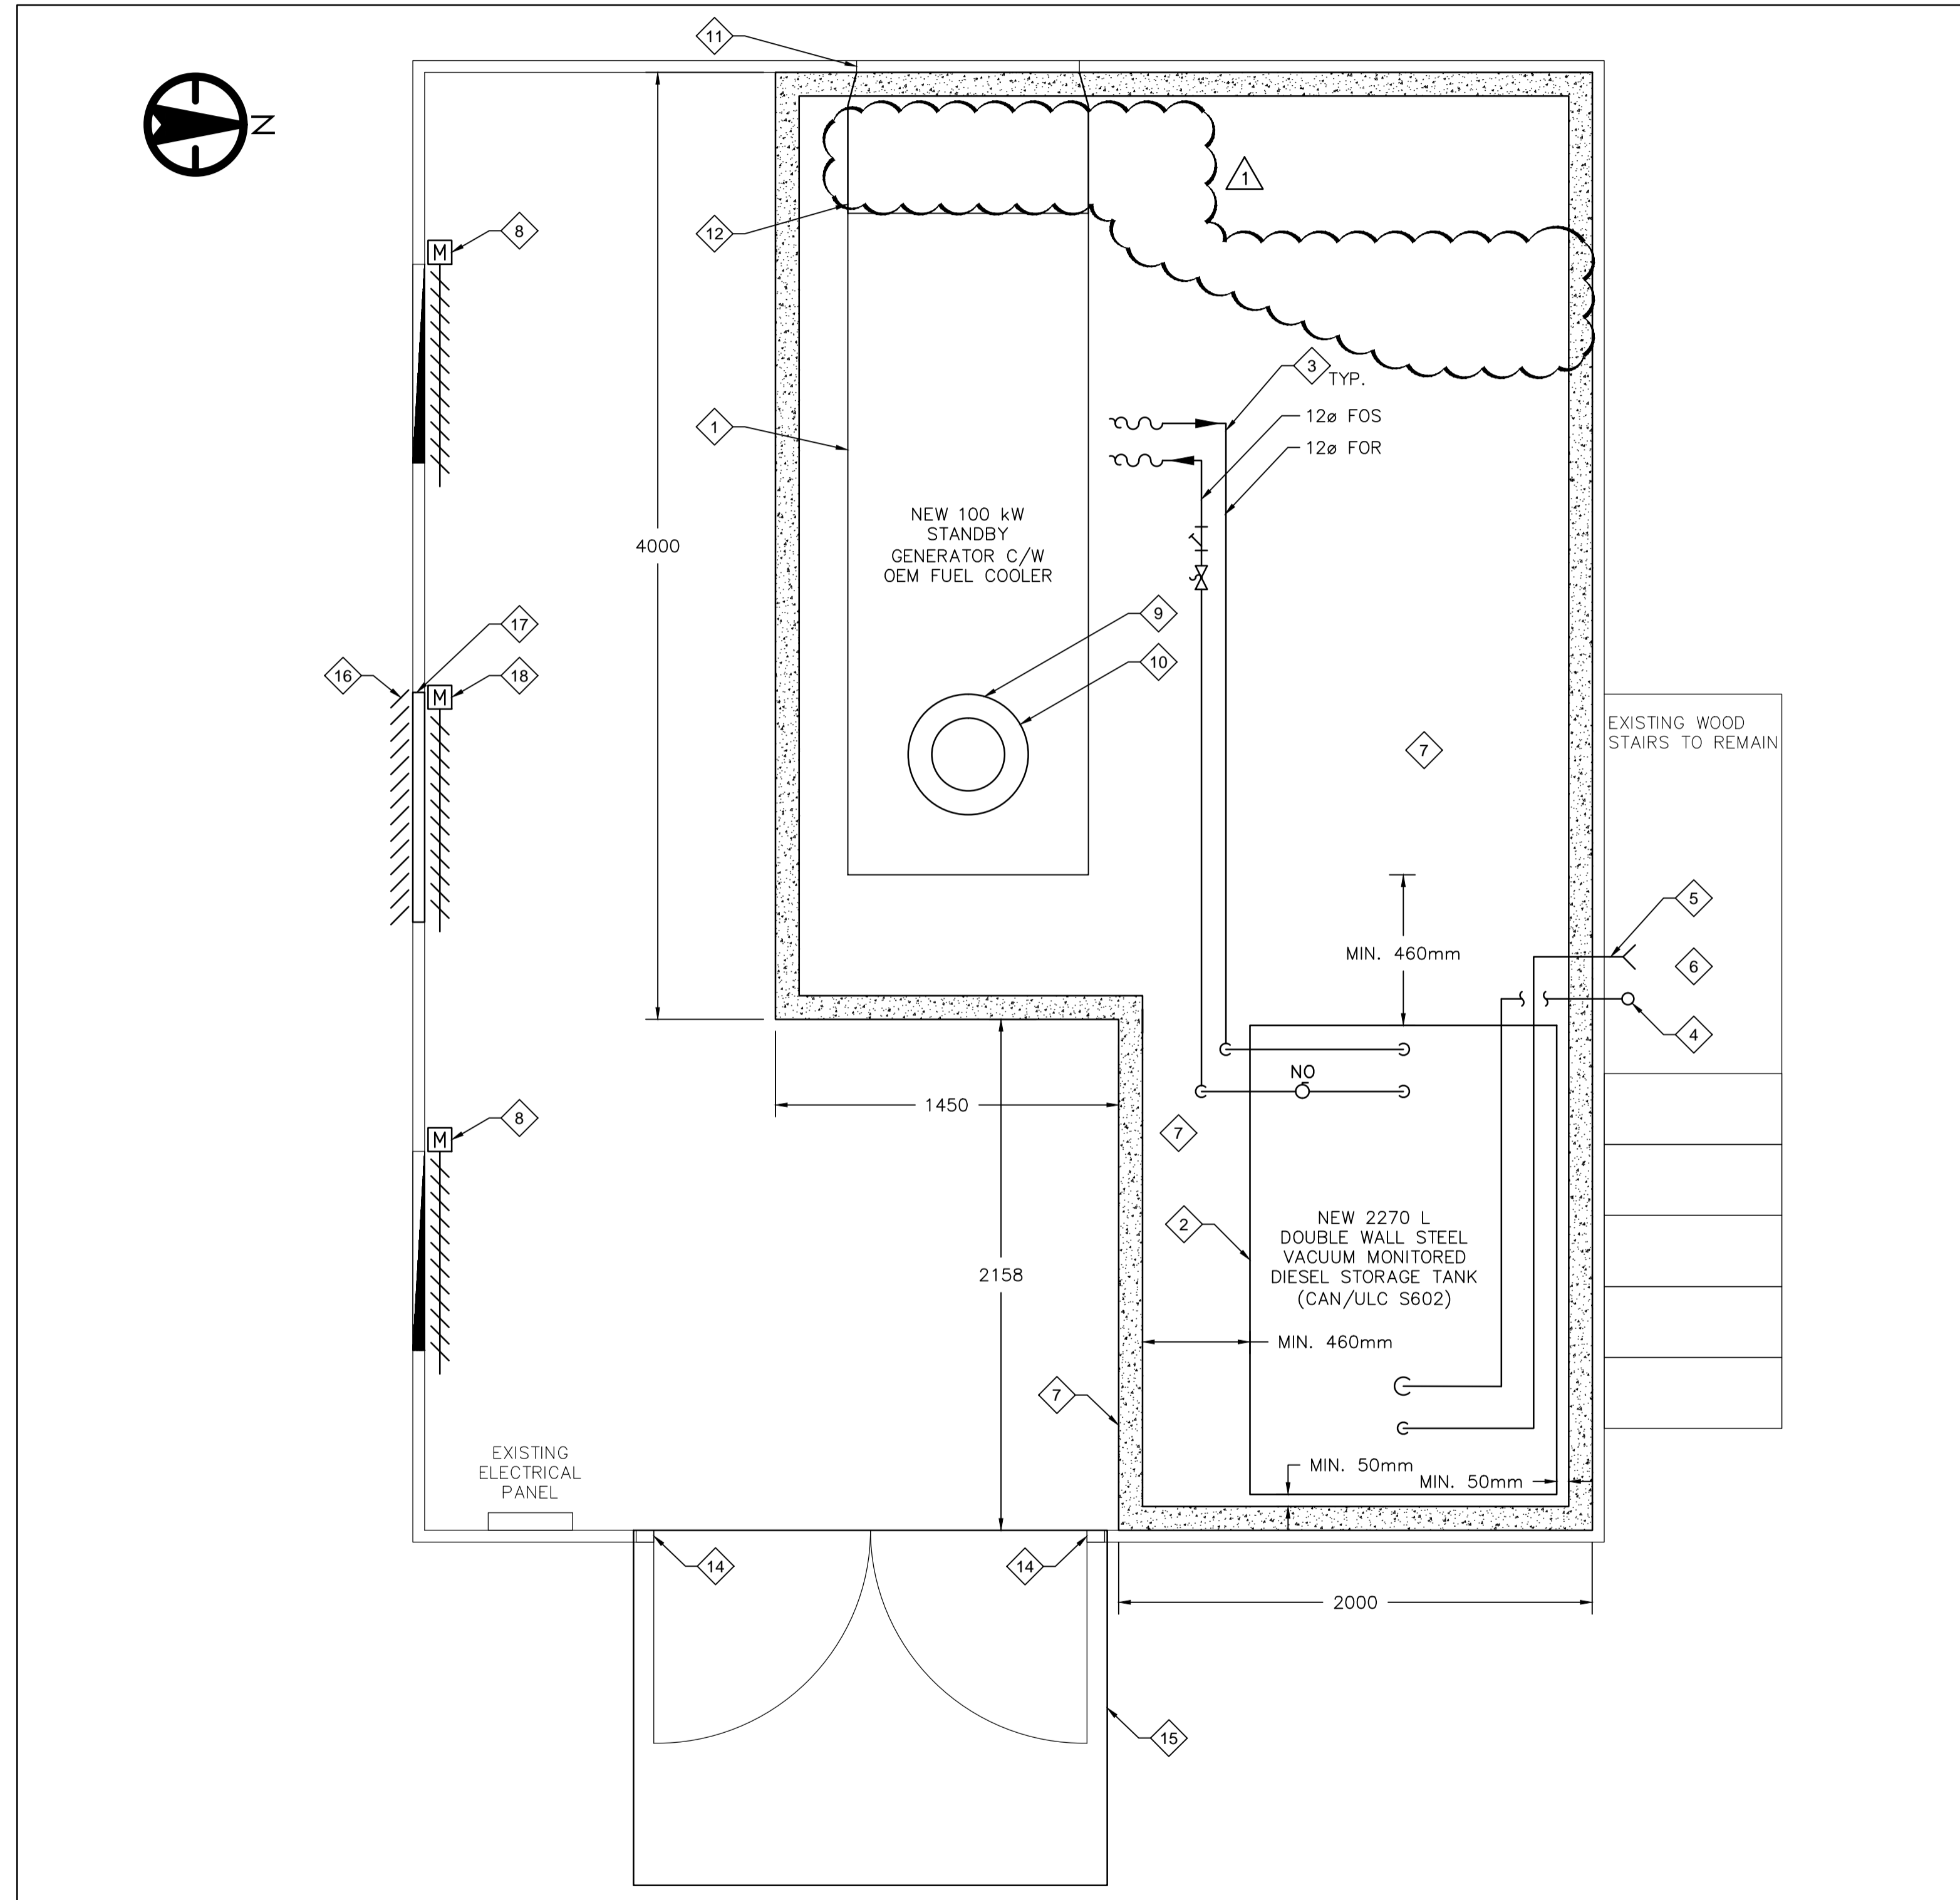 11
N
1
12
8
3
TYP.
12ø FOS
1
12ø FOR
NEW 100 kW
STANDBY
GENERATOR C/W
OEM FUEL COOLER
4000
M
9
17
10
16
M
18
EXISTING WOOD
STAIRS TO REMAIN
7
5
MIN. 460mm
6
4
NO
1450
8
M
7
NEW 2270 L
DOUBLE WALL STEEL
VACUUM MONITORED
DIESEL STORAGE TANK
(CAN/ULC S602)
2
2158
MIN. 460mm
7
EXISTING
ELECTRICAL
PANEL
MIN. 50mm
MIN. 50mm
14
14
2000
15